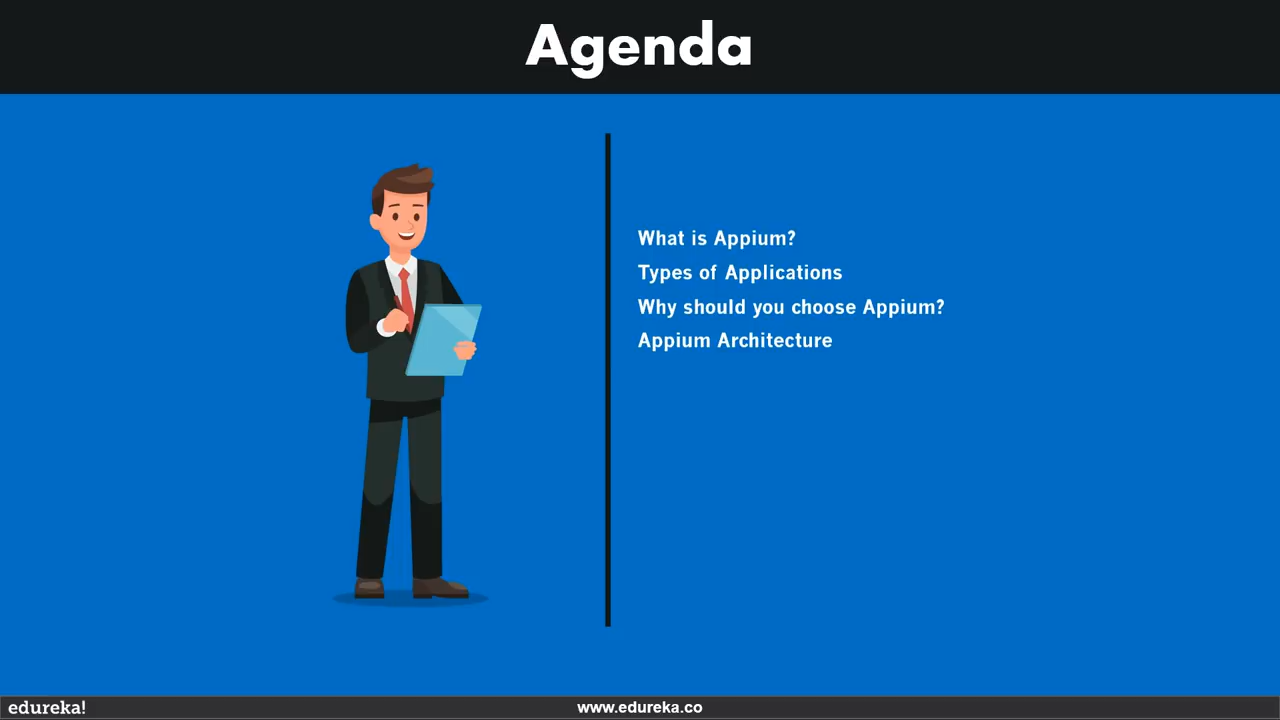 Agenda
What is Appium?
Types of Applications
Why should you choose Appium?
Appium Architecture
edureka!
www.edureka.co